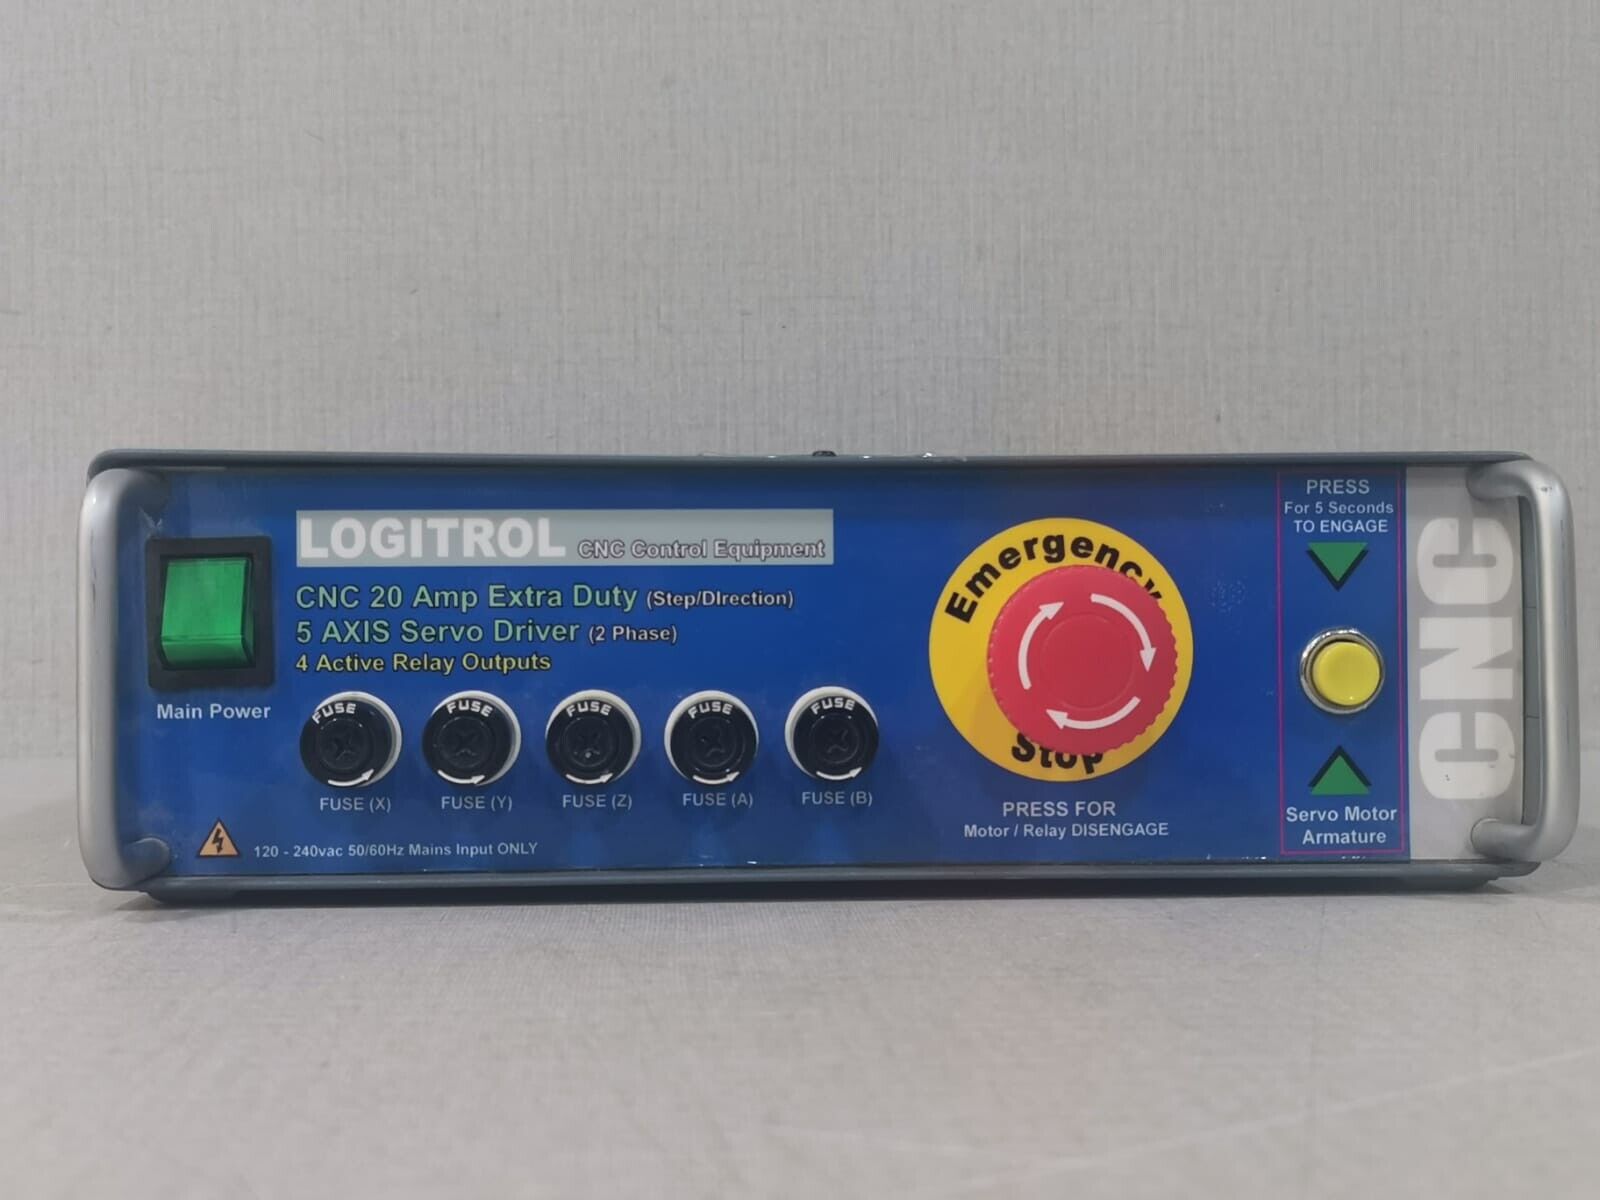 LOGITROL CNC Control Equipment
CNC 20 Amp Extra Duty (Step/DIrection)
5 AXIS Servo Driver (2 Phase)
4 Active Relay Outputs
Main Power
FUSE
FUSE
FUSE
FUSE
FUSE
FUSE (X)
FUSE (Y)
FUSE (Z)
FUSE (A)
FUSE (B)
120 - 240vac 50/60Hz Mains Input ONLY
Emergency
Stop
PRESS FOR
Motor / Relay DISENGAGE
PRESS
For 5 Seconds
TO ENGAGE
Servo Motor
Armature
CNC